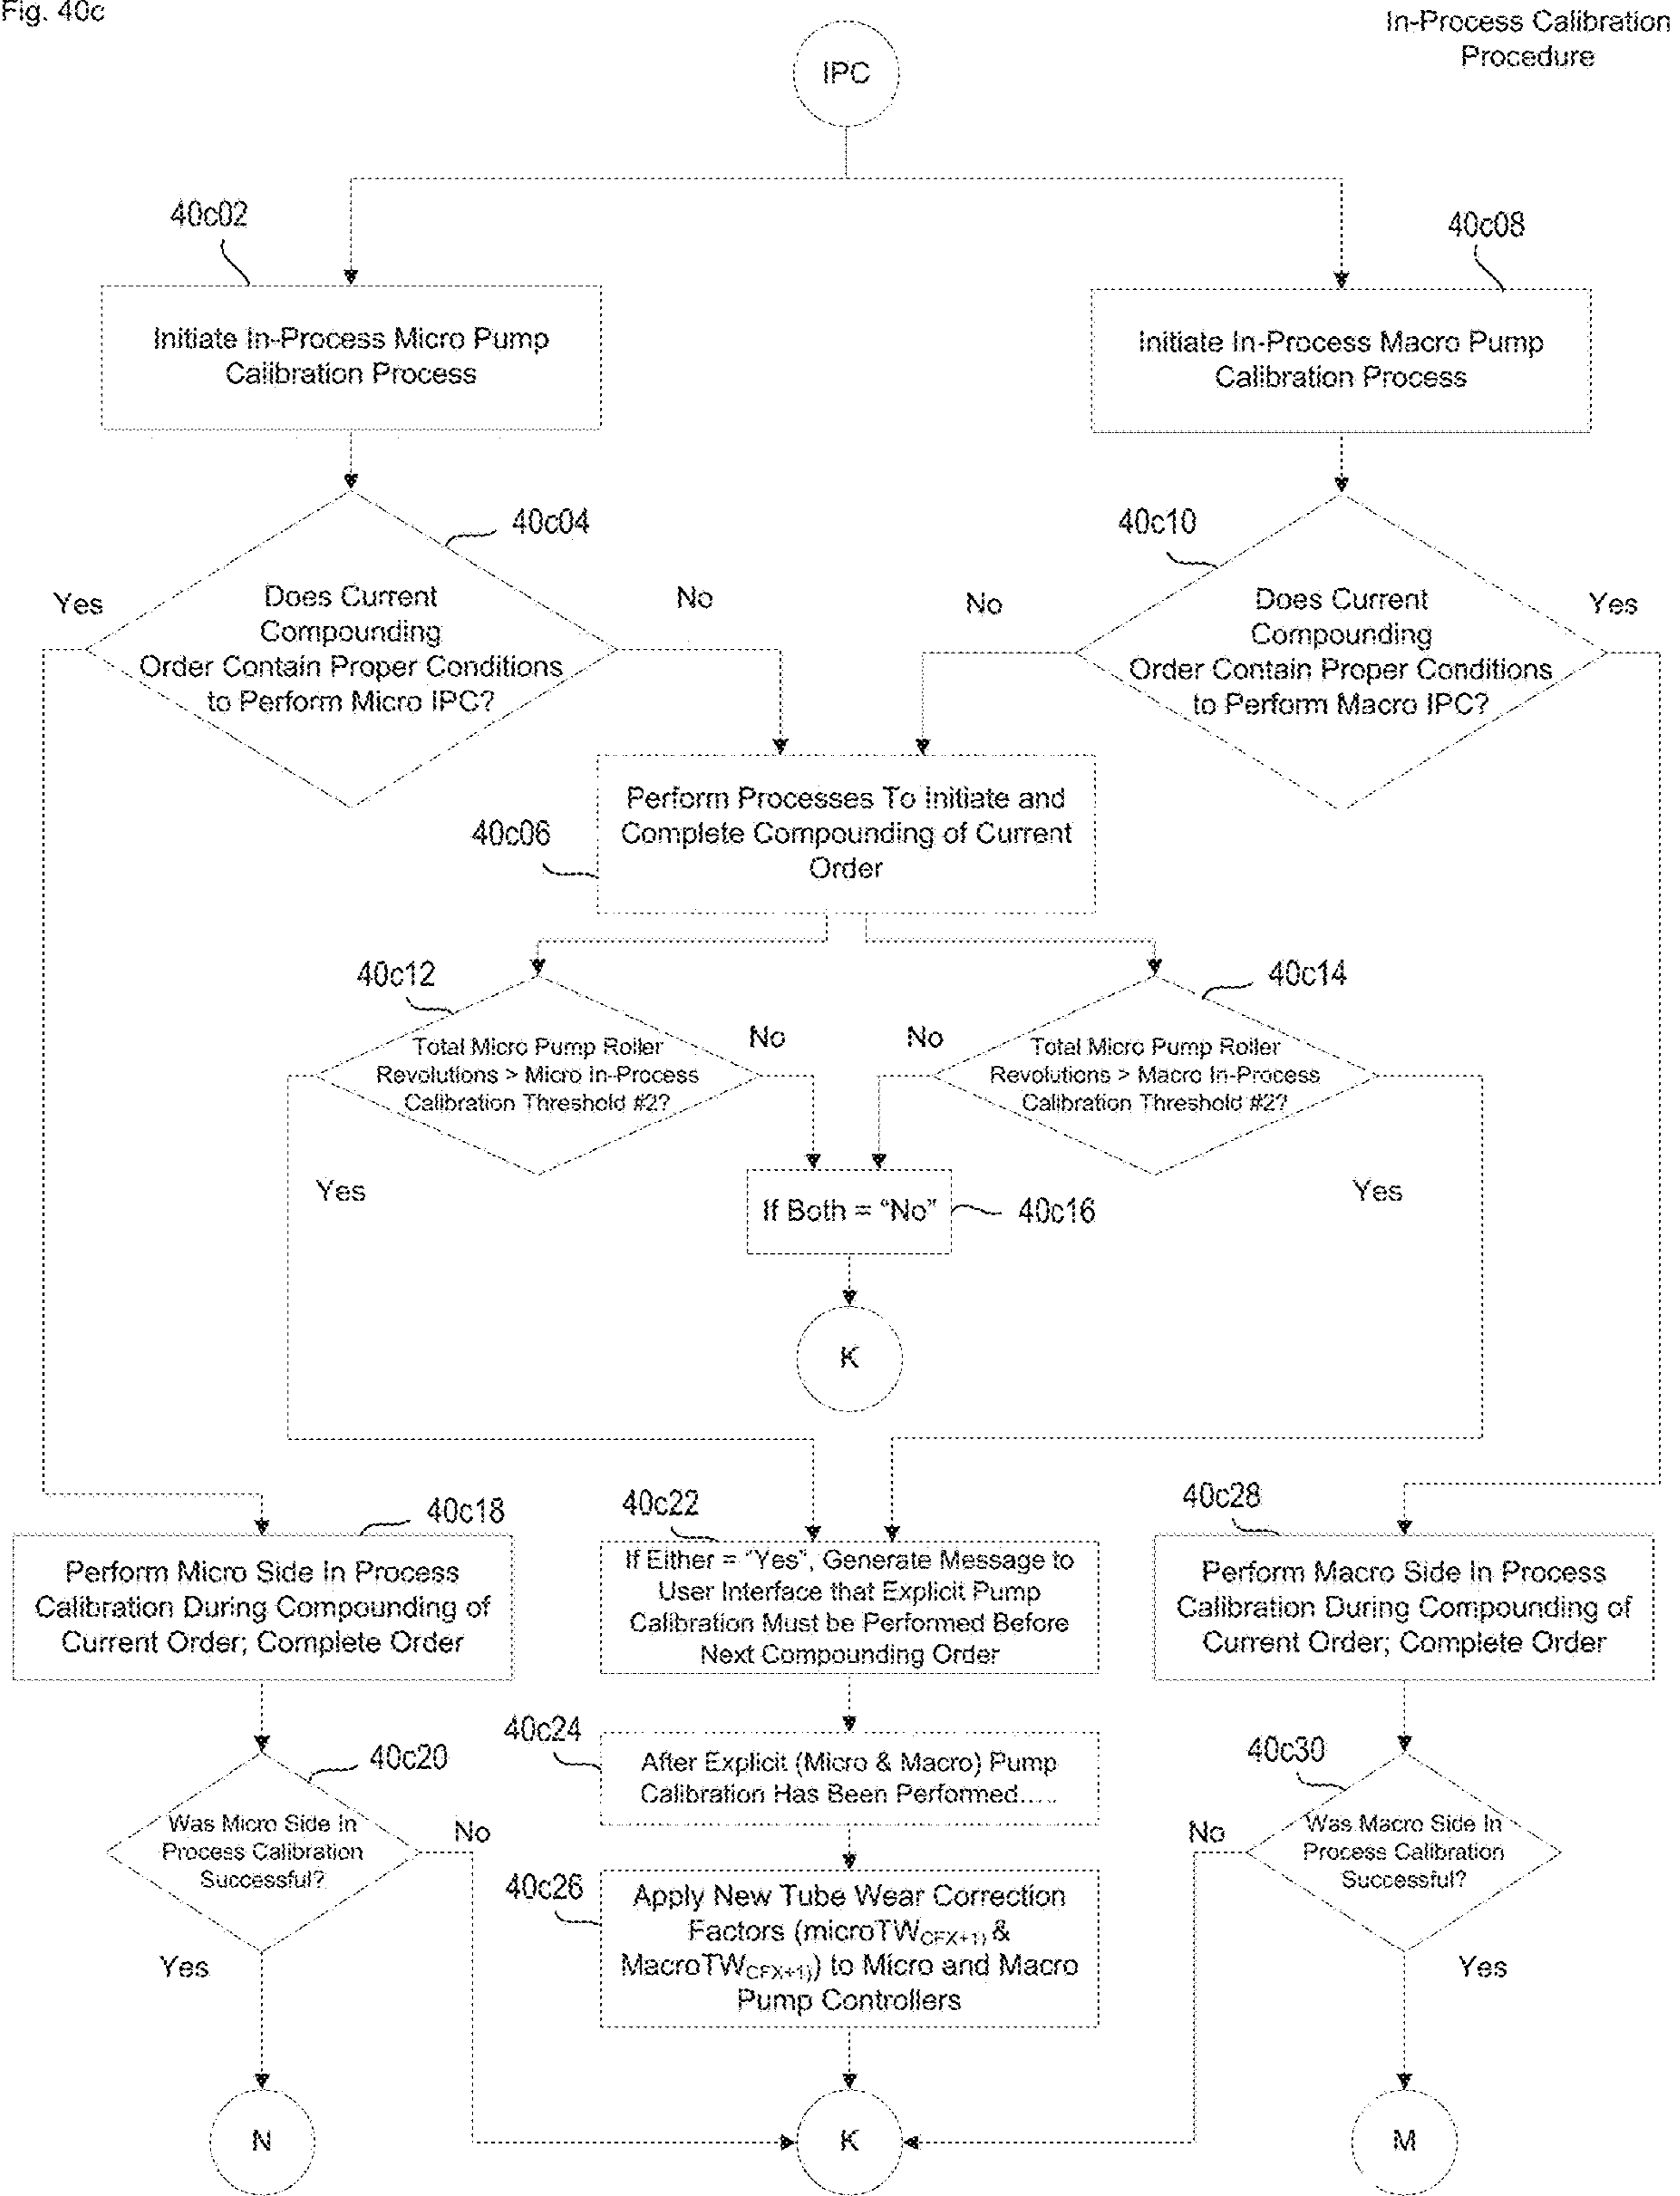 Fig. 40c
In-Process Calibration
Procedure
IPC
40c02
40c08
Initiate In-Process Micro Pump
Calibration Process
Initiate In-Process Macro Pump
Calibration Process
40c04
40c10
Yes
Does Current
Compounding
Order Contain Proper Conditions
to Perform Micro IPC?
No
No
Does Current
Compounding
Order Contain Proper Conditions
to Perform Macro IPC?
Yes
40c06
Perform Processes To Initiate and
Complete Compounding of Current
Order
40c12
40c14
Total Micro Pump Roller
Revolutions > Micro In-Process
Calibration Threshold #2?
No
No
Total Micro Pump Roller
Revolutions > Macro In-Process
Calibration Threshold #2?
Yes
If Both = “No”
40c16
Yes
K
40c18
40c22
40c28
Perform Micro Side In Process
Calibration During Compounding of
Current Order; Complete Order
If Either = “Yes”, Generate Message to
User Interface that Explicit Pump
Calibration Must be Performed Before
Next Compounding Order
Perform Macro Side In Process
Calibration During Compounding of
Current Order; Complete Order
40c20
40c24
40c30
After Explicit (Micro & Macro) Pump
Calibration Has Been Performed.....
Was Micro Side In
Process Calibration
Successful?
No
No
Was Macro Side In
Process Calibration
Successful?
40c26
Apply New Tube Wear Correction
Factors (microTWCFX+1) &
MacroTWCFX+1)) to Micro and Macro
Pump Controllers
Yes
Yes
N
K
M